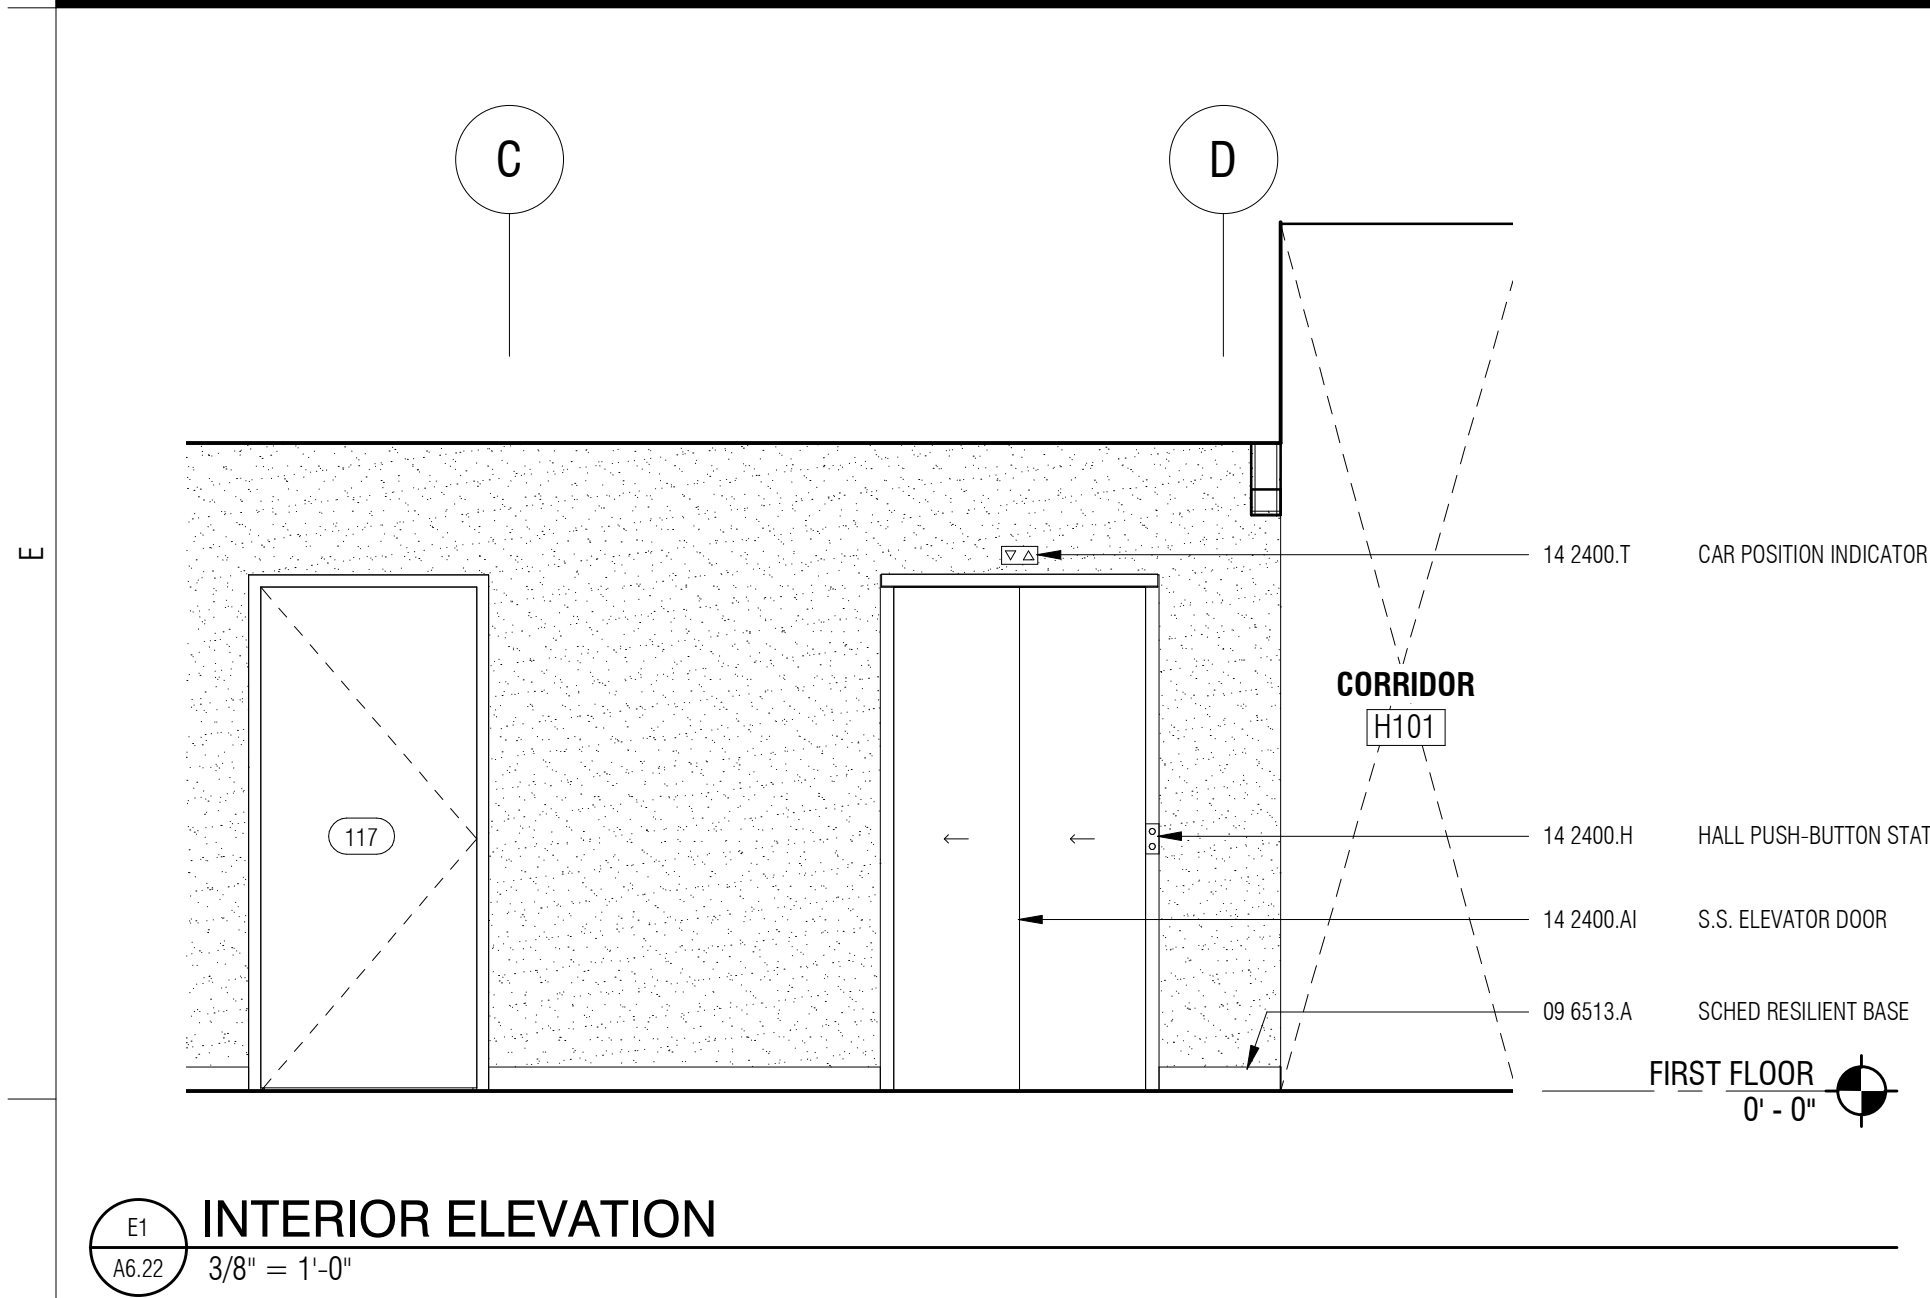 C
D
E
14 2400.T CAR POSITION INDICATOR
CORRIDOR
H101
117
14 2400.H HALL PUSH-BUTTON STAT
14 2400.AI S.S. ELEVATOR DOOR
09 6513.A SCHED RESILIENT BASE
FIRST FLOOR
0' - 0"
E1
INTERIOR ELEVATION
A6.22
3/8" = 1'-0"